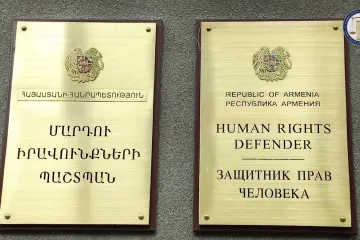 ՀԱՅԱՍՏԱՆԻ ՀԱՆՐԱՊԵՏՈՒԹՅՈՒՆ
ՄԱՐԴՈՒ
ԻՐԱՎՈՒՆՔՆԵՐԻ
ՊԱՇՏՊԱՆ
REPUBLIC OF ARMENIA
РЕСПУБЛИКА АРМЕНИЯ
HUMAN RIGHTS
DEFENDER
ЗАЩИТНИК ПРАВ
ЧЕЛОВЕКА